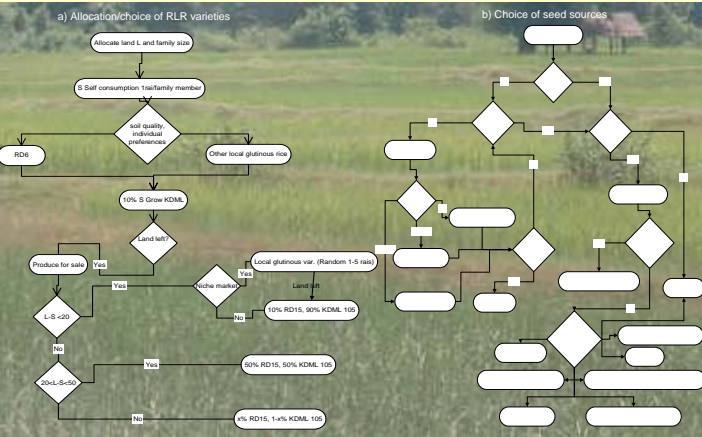 a) Allocation/choice of RLR varieties
b) Choice of seed sources
Allocate land L and family size
S Self consumption 1rai/family member
soil quality,
individual
preferences
RD6
Other local glutinous rice
10% S Grow KDML
Land left?
Produce for sale
Yes
Local glutinous var. (Random 1-5 rais)
Yes
Yes
Niche market
Land left
L-S <20
No
10% RD15, 90% KDML 105
No
20<L-S<50
Yes
50% RD15, 50% KDML 105
No
x% RD15, 1-x% KDML 105